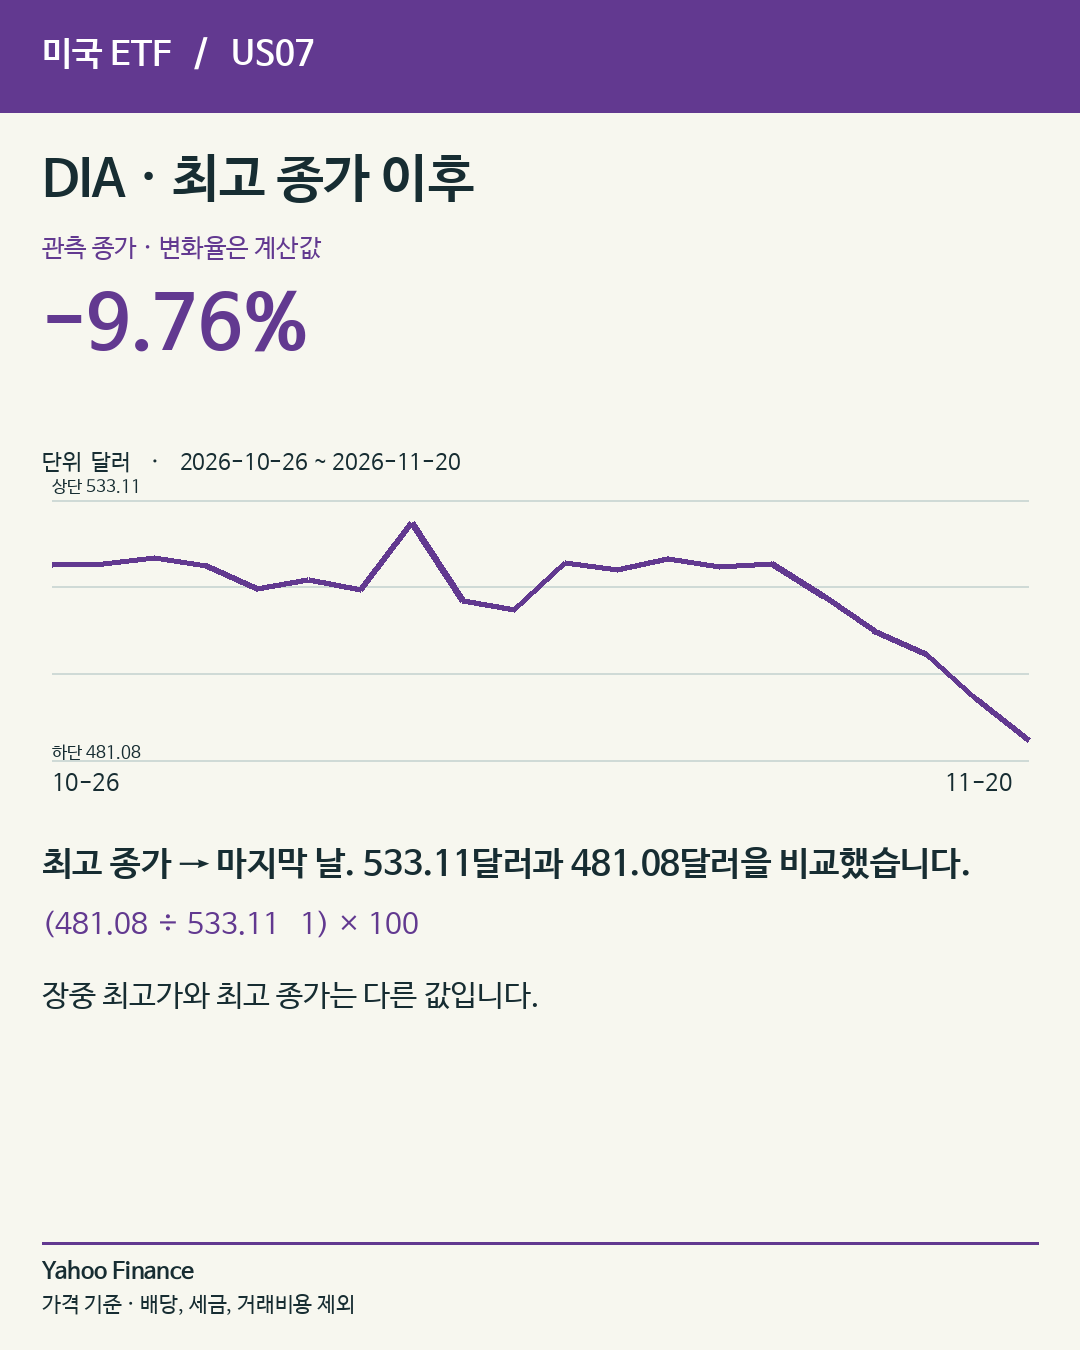 미국 ETF / US07
DIA · 최고 종가 이후
관측 종가 · 변화율은 계산값
−9.76%
단위 달러 · 2026-10-26 ~ 2026-11-20
상단 533.11
하단 481.08
10-26 11-20
최고 종가 → 마지막 날. 533.11달러과 481.08달러을 비교했습니다.
(481.08 ÷ 533.11 1) × 100
장중 최고가와 최고 종가는 다른 값입니다.
Yahoo Finance
가격 기준 · 배당, 세금, 거래비용 제외